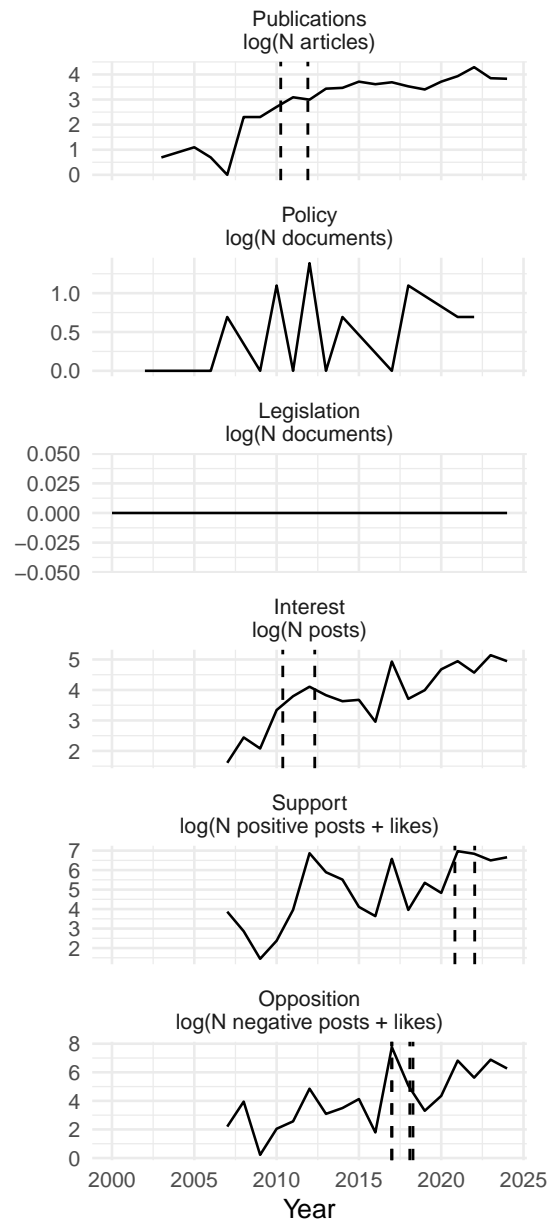 Publications
log(N articles)
4
3
2
1
0
Policy
log(N documents)
1.0
0.5
0.0
Legislation
log(N documents)
0.050
0.025
0.000
−0.025
−0.050
Interest
log(N posts)
5
4
3
2
Support
log(N positive posts + likes)
7
6
5
4
3
2
Opposition
log(N negative posts + likes)
8
6
4
2
0
2000 2005 2010 2015 2020 2025
Year